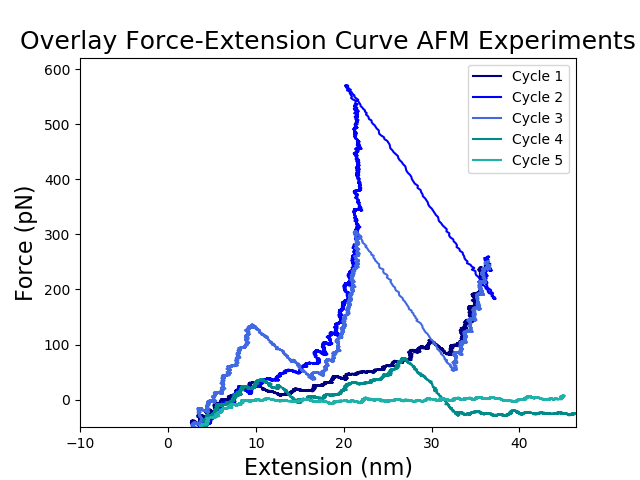 Overlay Force-Extension Curve AFM Experiments
600
500
400
300
200
100
0
Force (pN)
Cycle 1
Cycle 2
Cycle 3
Cycle 4
Cycle 5
−10
0
10
20
30
40
Extension (nm)